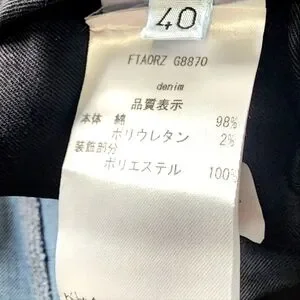 40
FTAORZ G8870
denim
品質表示
本体 綿 98%
ポリウレタン 2%
装飾部分
ポリエステル 100%